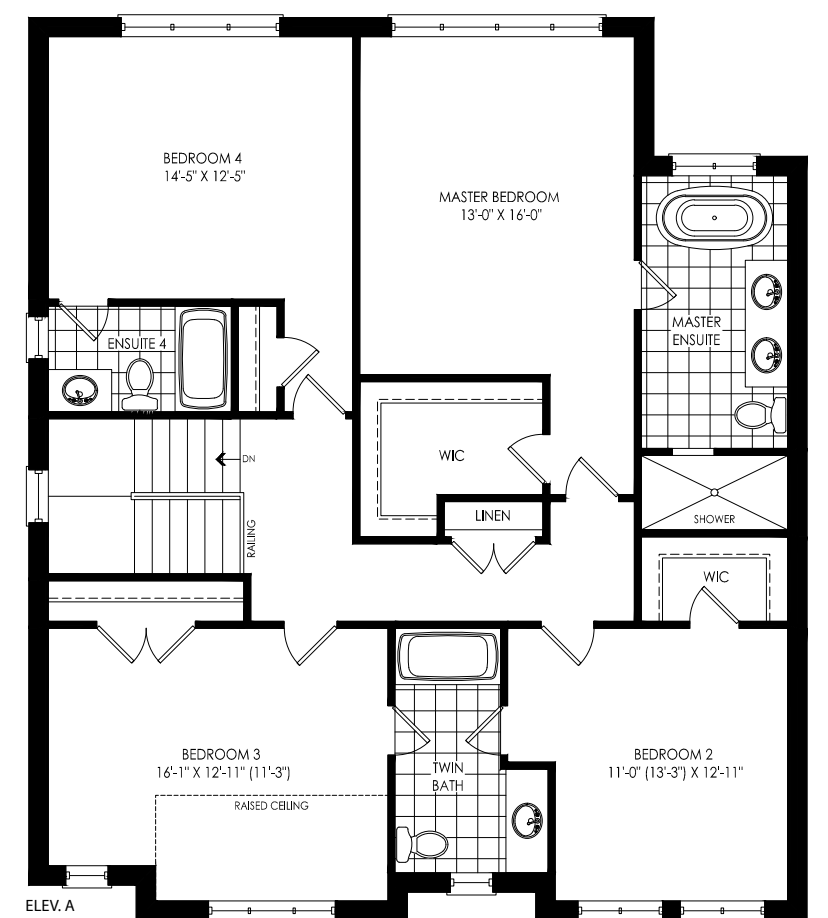 BEDROOM 4
14'-5" X 12'-5"
MASTER BEDROOM
13'-0" X 16'-0"
MASTER
ENSUITE
ENSUITE 4
WIC
DN
LINEN
RAILING
SHOWER
WIC
BEDROOM 3
16'-1" X 12'-11" (11'-3")
RAISED CEILING
TWIN
BATH
BEDROOM 2
11'-0" (13'-3") X 12'-11"
ELEV. A